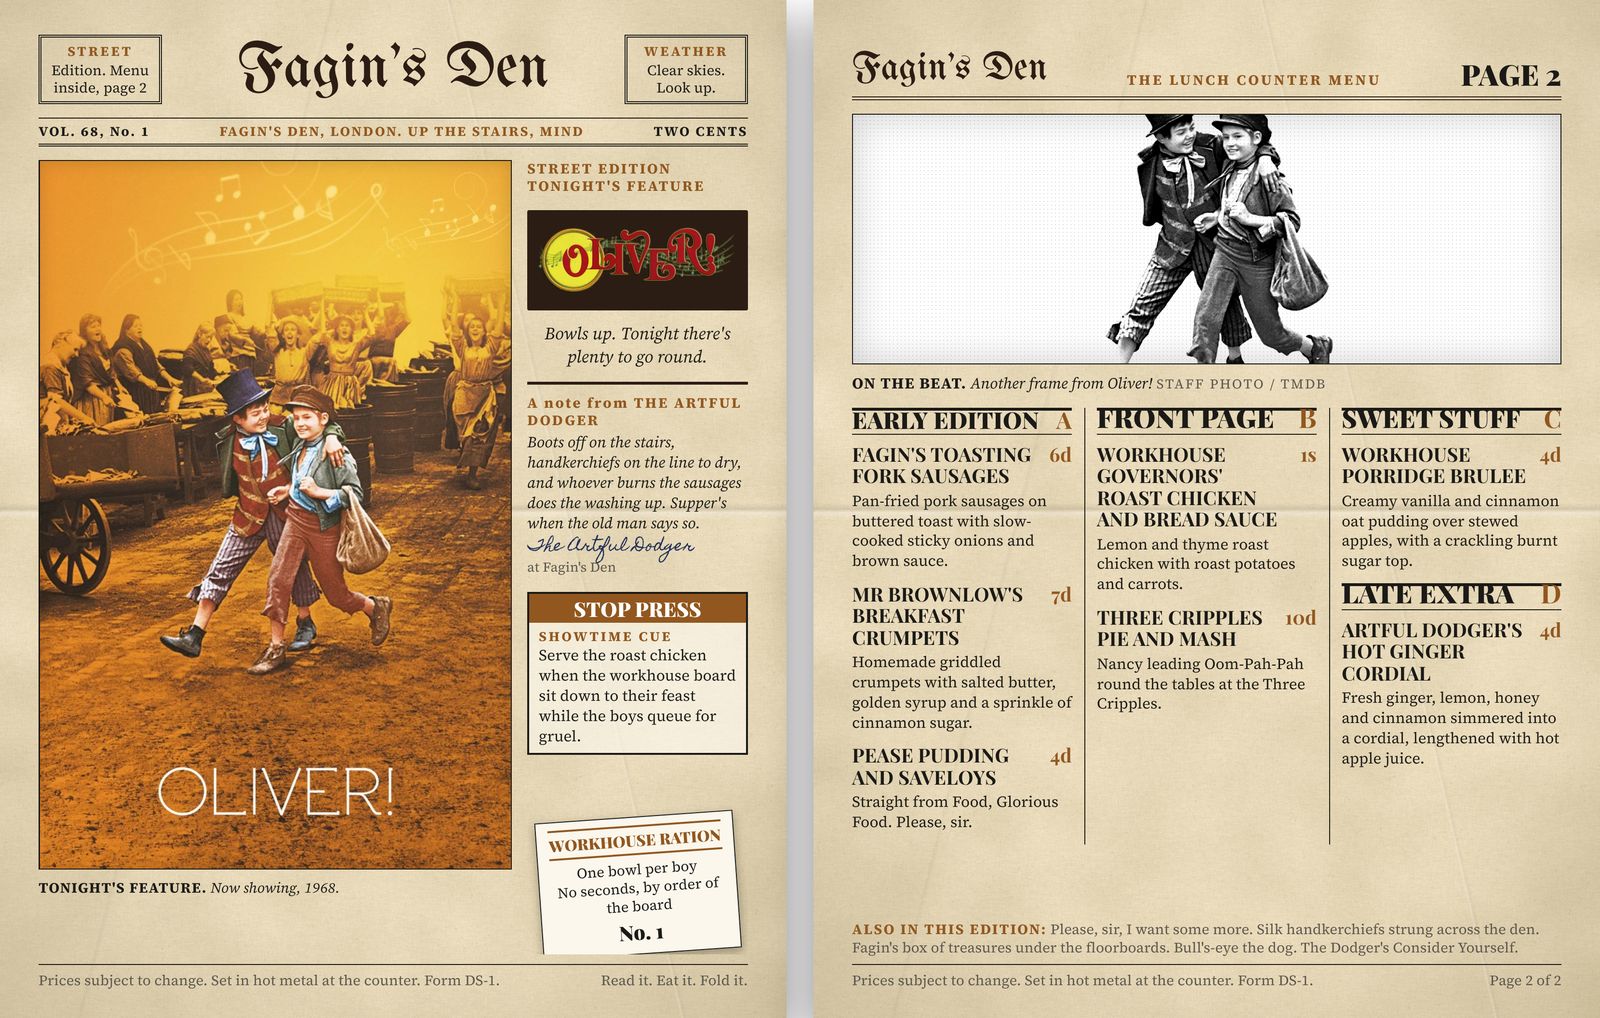 STREET
Edition. Menu
inside, page 2
Fagin's Den
WEATHER
Clear skies.
Look up.
VOL. 68, No. 1
FAGIN'S DEN, LONDON. UP THE STAIRS, MIND
TWO CENTS
OLIVER!
TONIGHT'S FEATURE. Now showing, 1968.
STREET EDITION
TONIGHT'S FEATURE
OLIVER!
Bowls up. Tonight there's
plenty to go round.
A note from THE ARTFUL
DODGER
Boots off on the stairs,
handkerchiefs on the line to dry,
and whoever burns the sausages
does the washing up. Supper's
when the old man says so.
The Artful Dodger
at Fagin's Den
STOP PRESS
SHOWTIME CUE
Serve the roast chicken
when the workhouse board
sit down to their feast
while the boys queue for
gruel.
WORKHOUSE RATION
One bowl per boy
No seconds, by order of
the board
No. 1
Prices subject to change. Set in hot metal at the counter. Form DS-1.
Read it. Eat it. Fold it.
Fagin's Den
THE LUNCH COUNTER MENU
PAGE 2
ON THE BEAT. Another frame from Oliver! STAFF PHOTO / TMDB
EARLY EDITION A
FAGIN'S TOASTING 6d
FORK SAUSAGES
Pan-fried pork sausages on
buttered toast with slow-
cooked sticky onions and
brown sauce.
MR BROWNLOW'S 7d
BREAKFAST
CRUMPETS
Homemade griddled
crumpets with salted butter,
golden syrup and a sprinkle of
cinnamon sugar.
PEASE PUDDING 4d
AND SAVELOYS
Straight from Food, Glorious
Food. Please, sir.
FRONT PAGE B
WORKHOUSE 1s
GOVERNORS'
ROAST CHICKEN
AND BREAD SAUCE
Lemon and thyme roast
chicken with roast potatoes
and carrots.
THREE CRIPPLES 10d
PIE AND MASH
Nancy leading Oom-Pah-Pah
round the tables at the Three
Cripples.
SWEET STUFF C
WORKHOUSE 4d
PORRIDGE BRULEE
Creamy vanilla and cinnamon
oat pudding over stewed
apples, with a crackling burnt
sugar top.
LATE EXTRA D
ARTFUL DODGER'S 4d
HOT GINGER
CORDIAL
Fresh ginger, lemon, honey
and cinnamon simmered into
a cordial, lengthened with hot
apple juice.
ALSO IN THIS EDITION: Please, sir, I want some more. Silk handkerchiefs strung across the den.
Fagin's box of treasures under the floorboards. Bull's-eye the dog. The Dodger's Consider Yourself.
Prices subject to change. Set in hot metal at the counter. Form DS-1.
Page 2 of 2